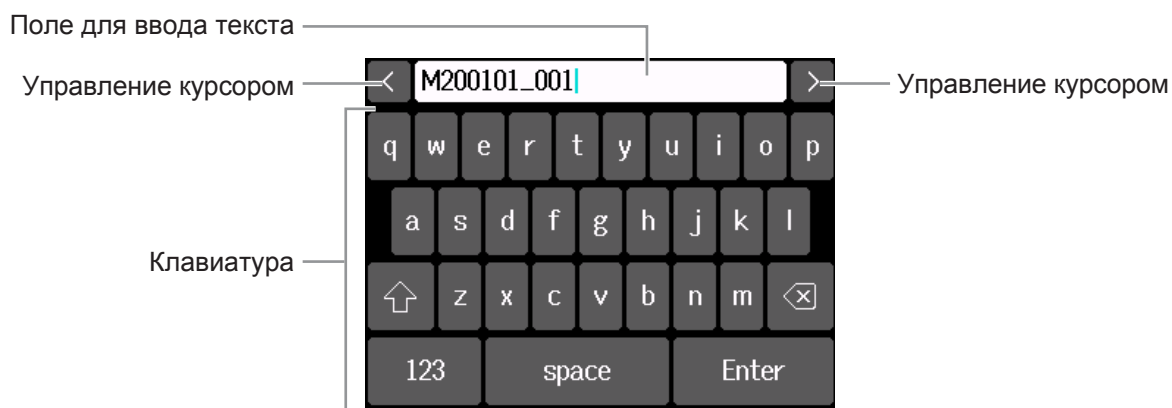 Поле для ввода текста
Управление курсором
M200101_001
Управление курсором
q w e r t y u i o p
a s d f g h j k l
Клавиатура
z x c v b n m
123 space Enter